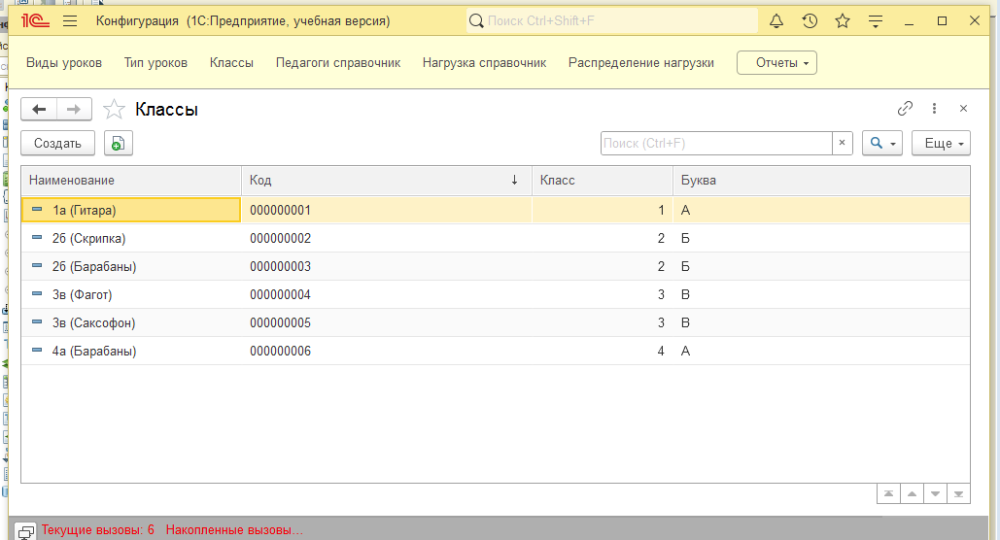 1С Конфигурация (1С:Предприятие, учебная версия) Поиск Ctrl+Shift+F
Виды уроков Тип уроков Классы Педагоги справочник Нагрузка справочник Распределение нагрузки Отчеты
Классы
Создать Поиск (Ctrl+F) × Еще
Наименование Код ↓ Класс Буква
1а (Гитара) 000000001 1 А
2б (Скрипка) 000000002 2 Б
2б (Барабаны) 000000003 2 Б
3в (Фагот) 000000004 3 В
3в (Саксофон) 000000005 3 В
4а (Барабаны) 000000006 4 А
Текущие вызовы: 6 Накопленные вызовы...